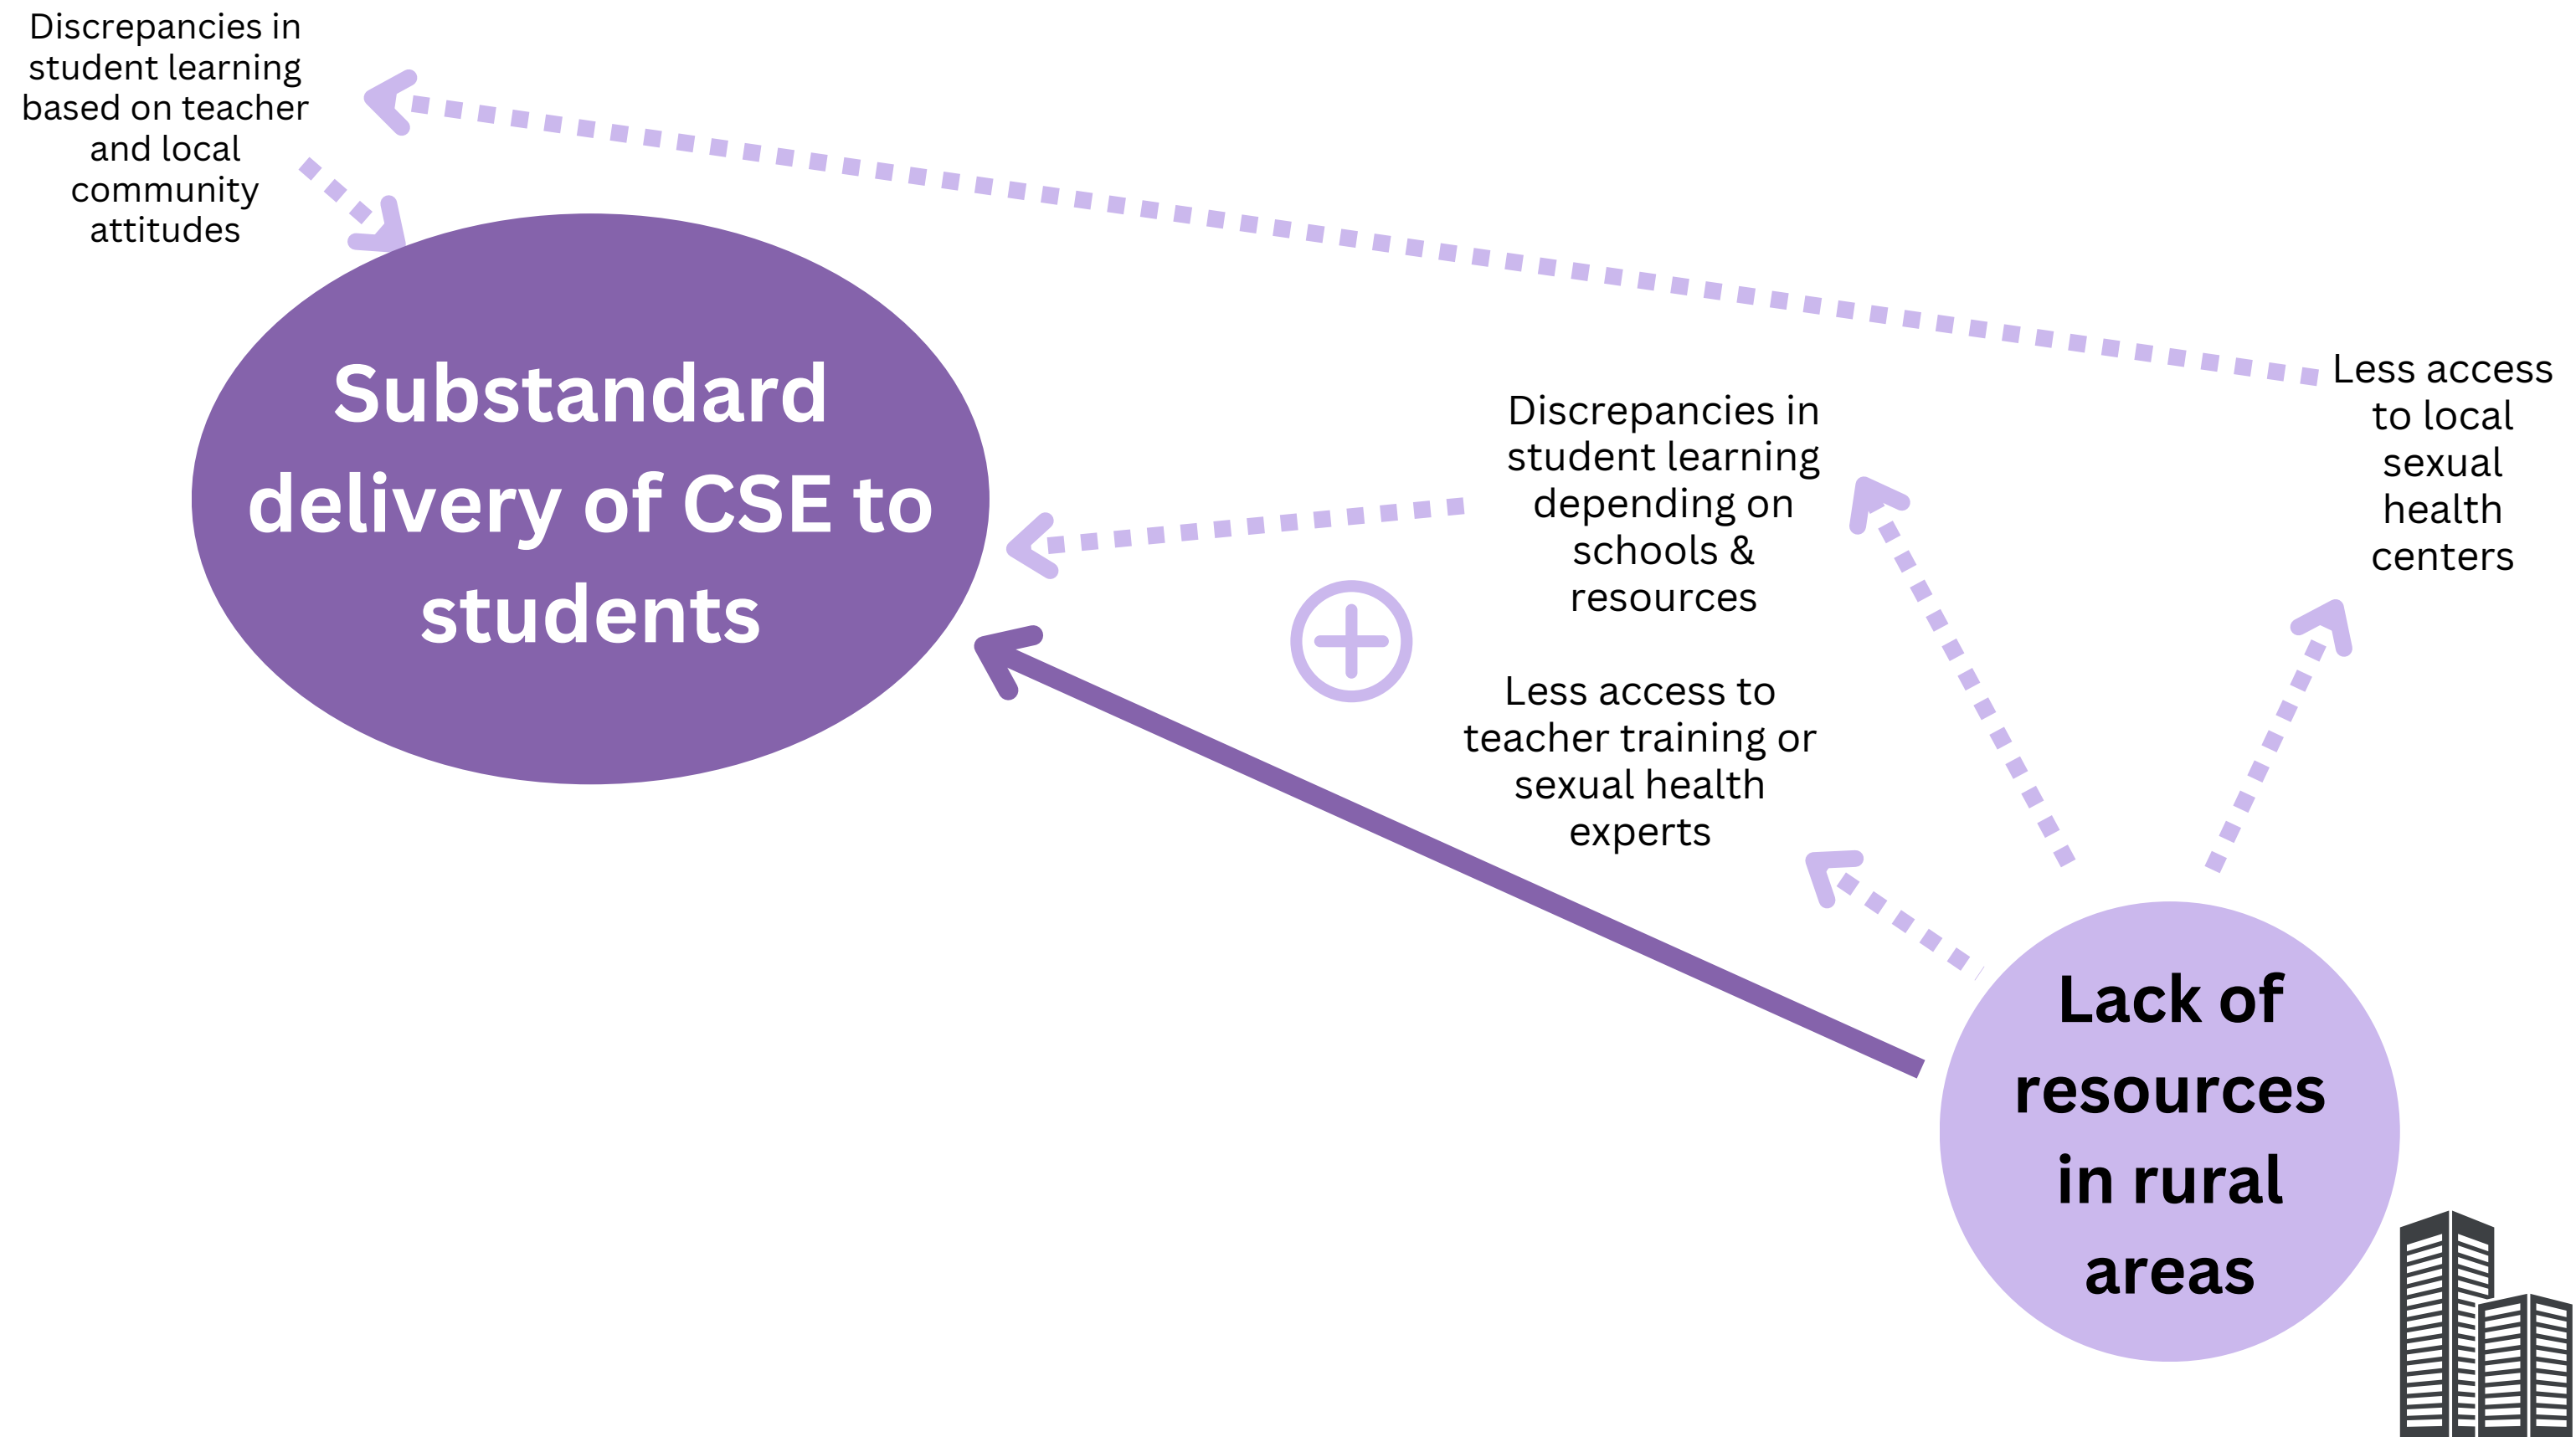 Discrepancies in
student learning
based on teacher
and local
community
attitudes
Substandard
delivery of CSE to
students
Discrepancies in
student learning
depending on
schools &
resources
Less access to
teacher training or
sexual health
experts
Less access
to local
sexual
health
centers
Lack of
resources
in rural
areas